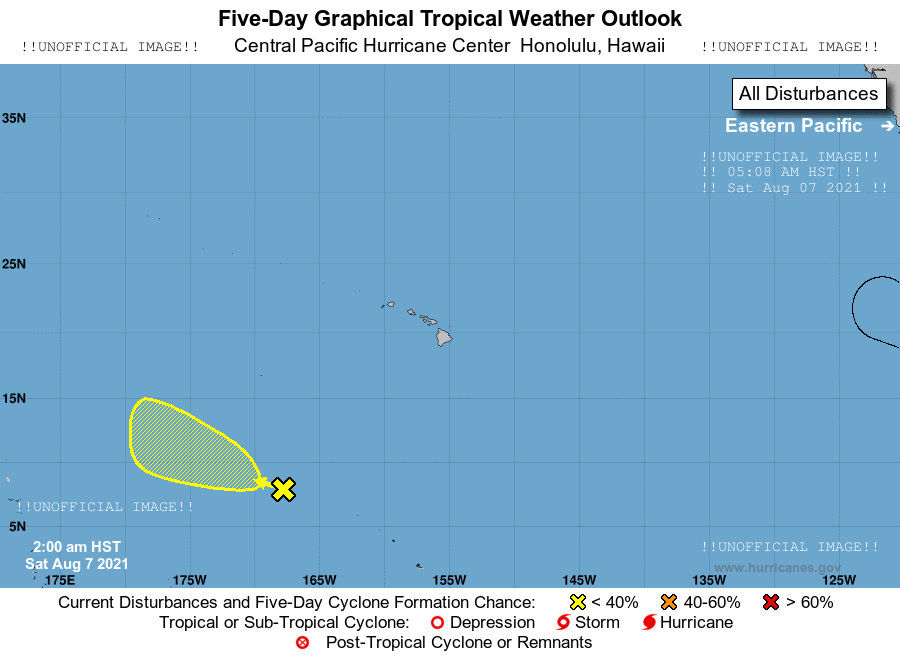 Five-Day Graphical Tropical Weather Outlook
!!UNOFFICIAL IMAGE!! Central Pacific Hurricane Center Honolulu, Hawaii !!UNOFFICIAL IMAGE!!
All Disturbances
35N
Eastern Pacific ➔
!!UNOFFICIAL IMAGE!!
!! 05:08 AM HST !!
!! Sat Aug 07 2021 !!
25N
15N
!!UNOFFICIAL IMAGE!!
5N
2:00 am HST
Sat Aug 7 2021
!!UNOFFICIAL IMAGE!!
www.hurricanes.gov
175E 175W 165W 155W 145W 135W 125W
Current Disturbances and Five-Day Cyclone Formation Chance: < 40% 40-60% > 60%
Tropical or Sub-Tropical Cyclone: Depression Storm Hurricane
Post-Tropical Cyclone or Remnants